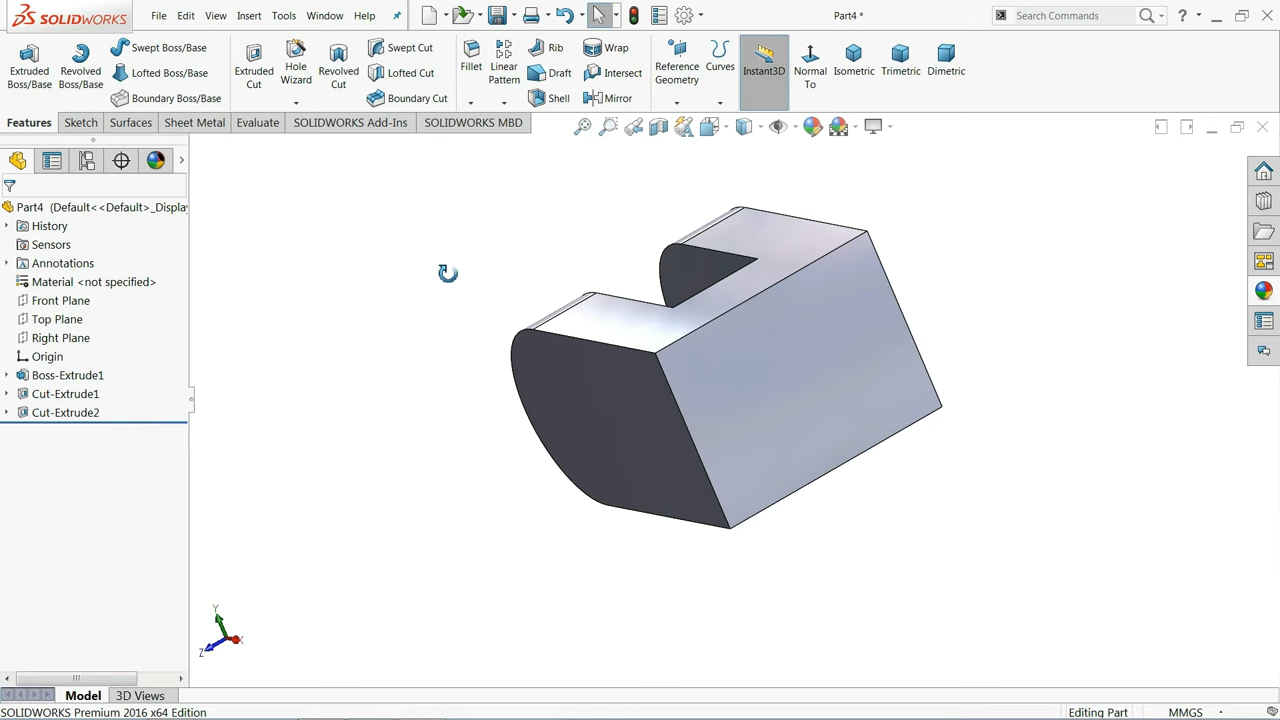 SOLIDWORKS File Edit View Insert Tools Window Help Part4 * Search Commands ?
Extruded Boss/Base
Revolved Boss/Base
Swept Boss/Base
Lofted Boss/Base
Boundary Boss/Base
Extruded Cut
Hole Wizard
Revolved Cut
Swept Cut
Lofted Cut
Boundary Cut
Fillet
Linear Pattern
Rib
Draft
Shell
Wrap
Intersect
Mirror
Reference Geometry
Curves
Instant3D
Normal To
Isometric
Trimetric
Dimetric
Features Sketch Surfaces Sheet Metal Evaluate SOLIDWORKS Add-Ins SOLIDWORKS MBD
Part4 (Default<<Default>_Display
History
Sensors
Annotations
Material <not specified>
Front Plane
Top Plane
Right Plane
Origin
Boss-Extrude1
Cut-Extrude1
Cut-Extrude2
Y
X
Z
Model 3D Views
SOLIDWORKS Premium 2016 x64 Edition Editing Part MMGS